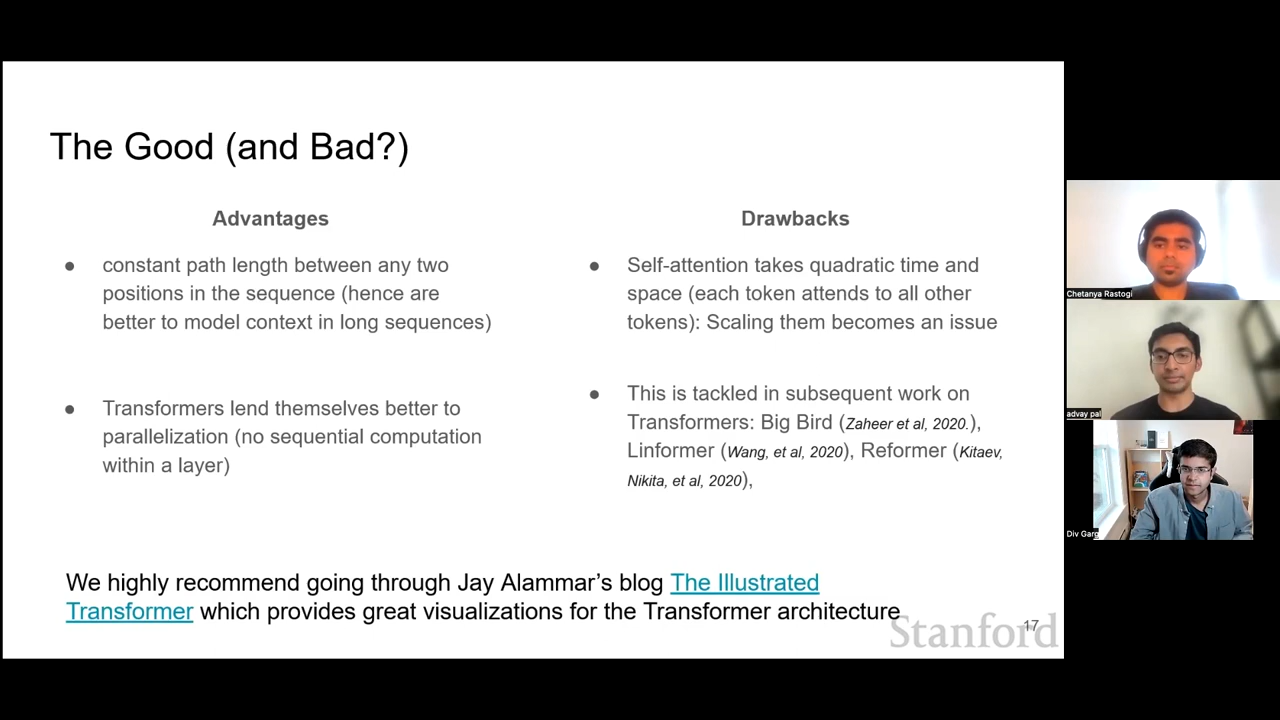 The Good (and Bad?)
Advantages
● constant path length between any two
positions in the sequence (hence are
better to model context in long sequences)
● Transformers lend themselves better to
parallelization (no sequential computation
within a layer)
Drawbacks
● Self-attention takes quadratic time and
space (each token attends to all other
tokens): Scaling them becomes an issue
● This is tackled in subsequent work on
Transformers: Big Bird (Zaheer et al, 2020.),
Linformer (Wang, et al, 2020), Reformer (Kitaev,
Nikita, et al, 2020),
We highly recommend going through Jay Alammar’s blog The Illustrated
Transformer which provides great visualizations for the Transformer architecture
Stanford
17
Chetanya Rastogi
advay pal
Div Garg